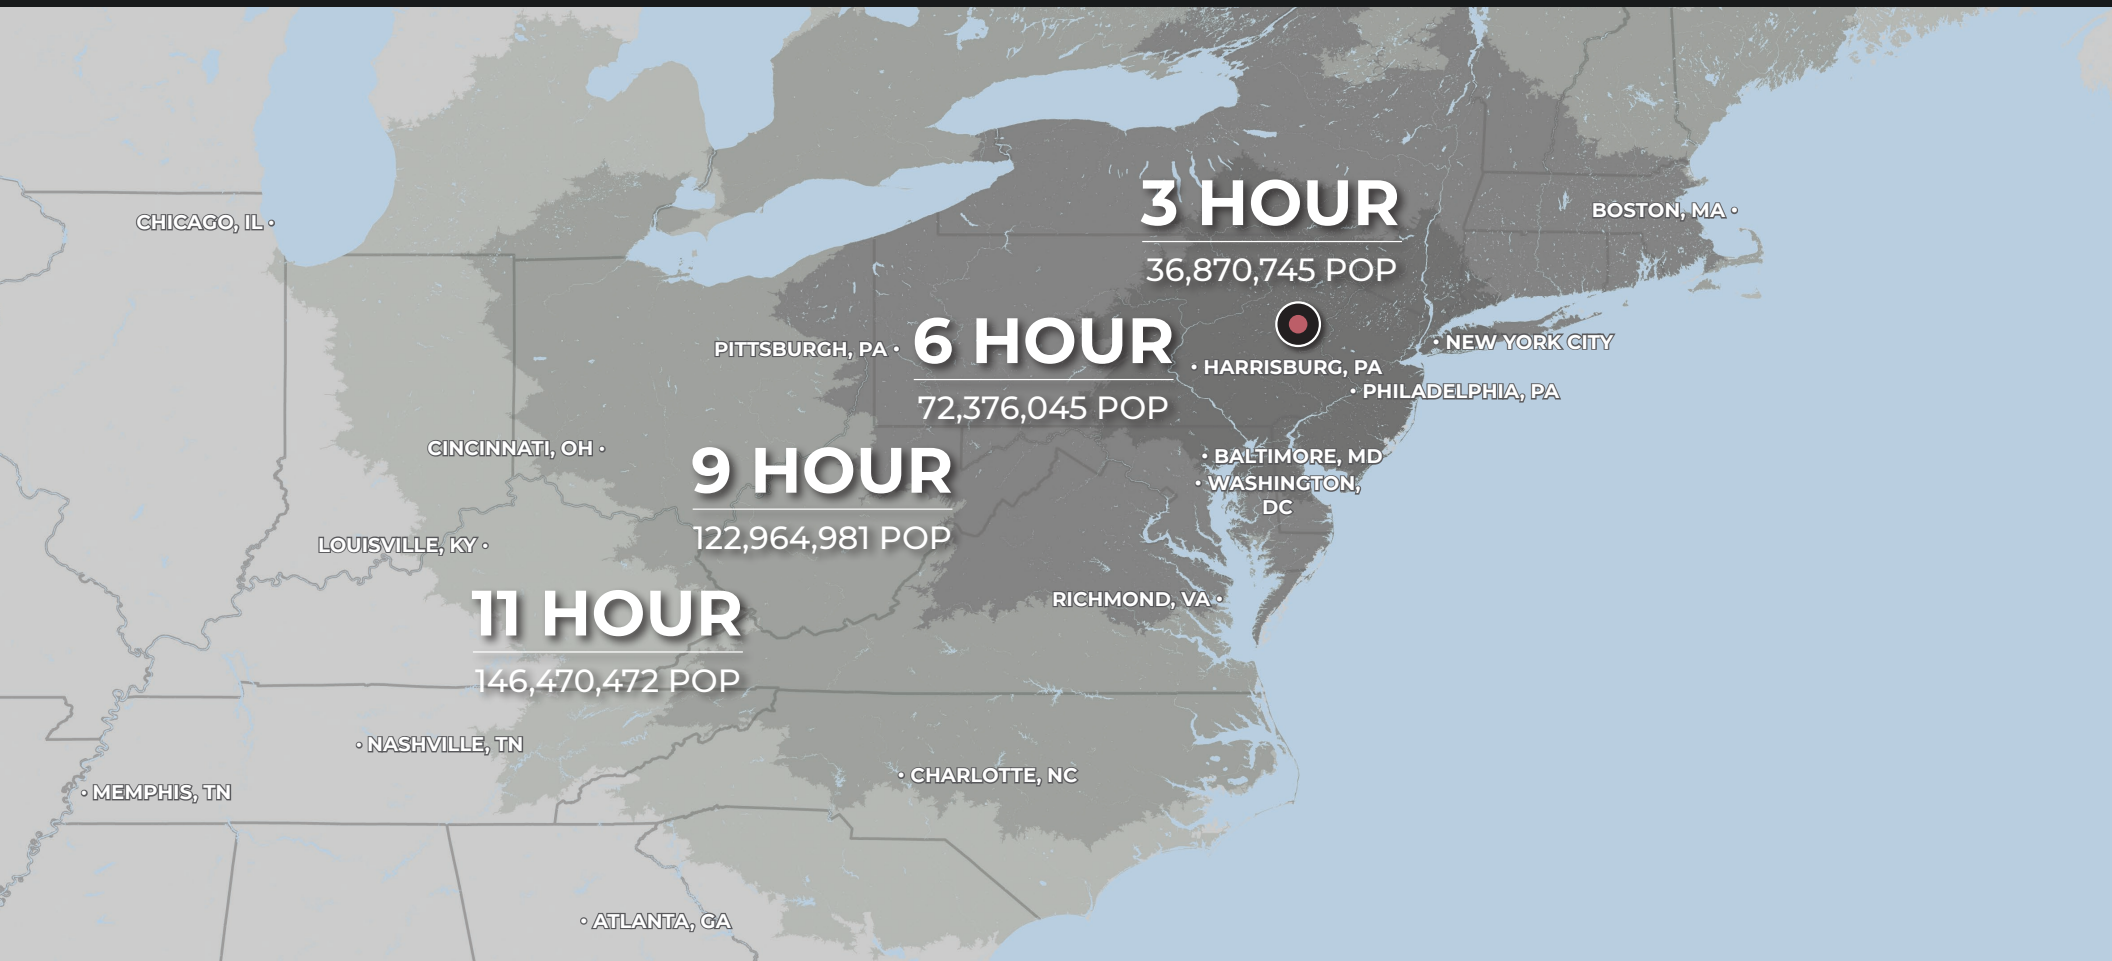 3 HOUR
36,870,745 POP
CHICAGO, IL
BOSTON, MA
6 HOUR
72,376,045 POP
PITTSBURGH, PA
NEW YORK CITY
HARRISBURG, PA
PHILADELPHIA, PA
9 HOUR
122,964,981 POP
CINCINNATI, OH
BALTIMORE, MD
WASHINGTON,
DC
LOUISVILLE, KY
11 HOUR
146,470,472 POP
RICHMOND, VA
NASHVILLE, TN
MEMPHIS, TN
CHARLOTTE, NC
ATLANTA, GA